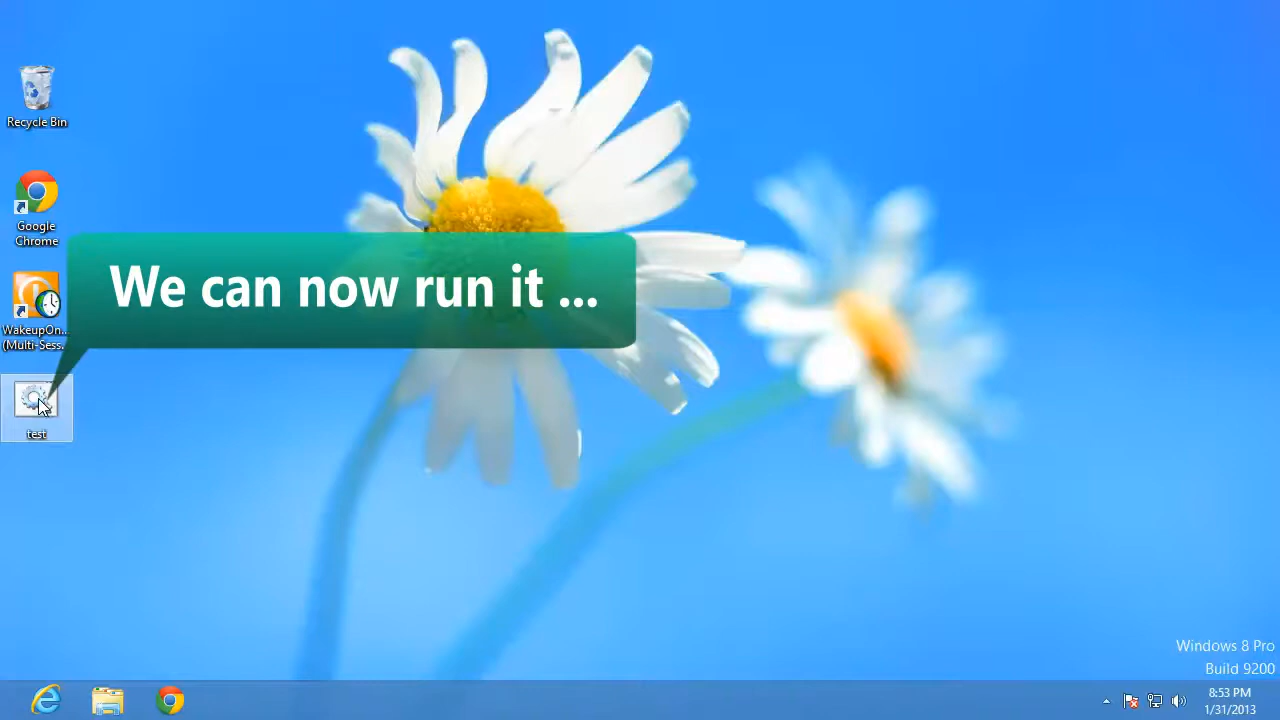 Recycle Bin
Google
Chrome
We can now run it ...
WakeupOn...
(Multi-Sess...
test
Windows 8 Pro
Build 9200
8:53 PM
1/31/2013